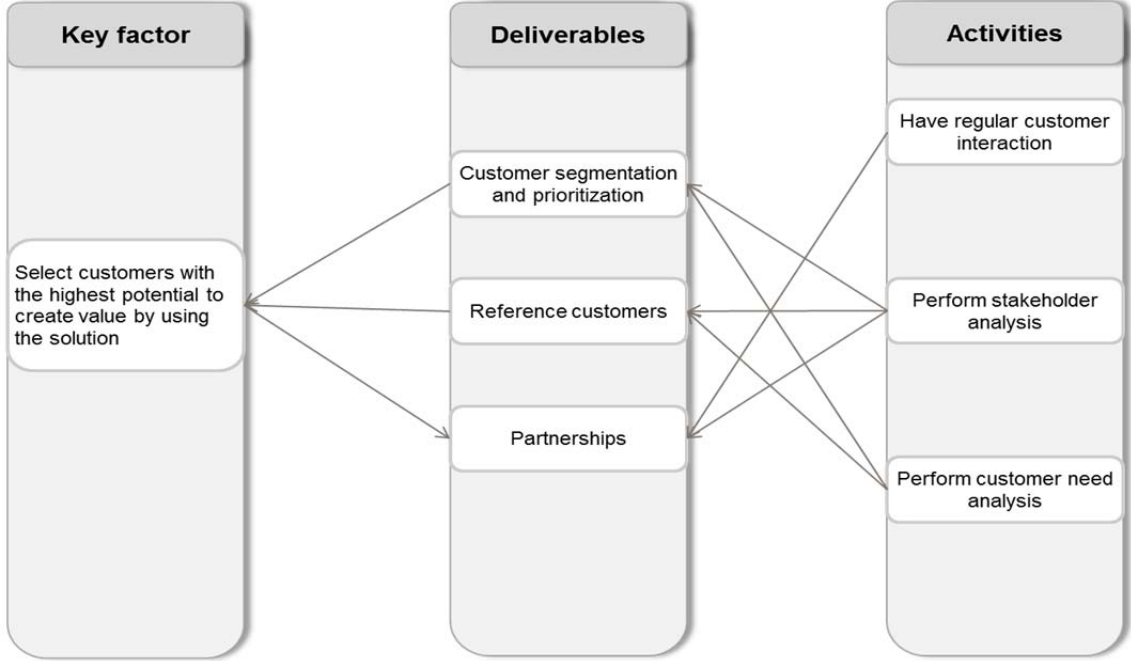 Key factor
Deliverables
Activities
Have regular customer
interaction
Customer segmentation
and prioritization
Select customers with
the highest potential to
create value by using
the solution
Reference customers
Perform stakeholder
analysis
Partnerships
Perform customer need
analysis